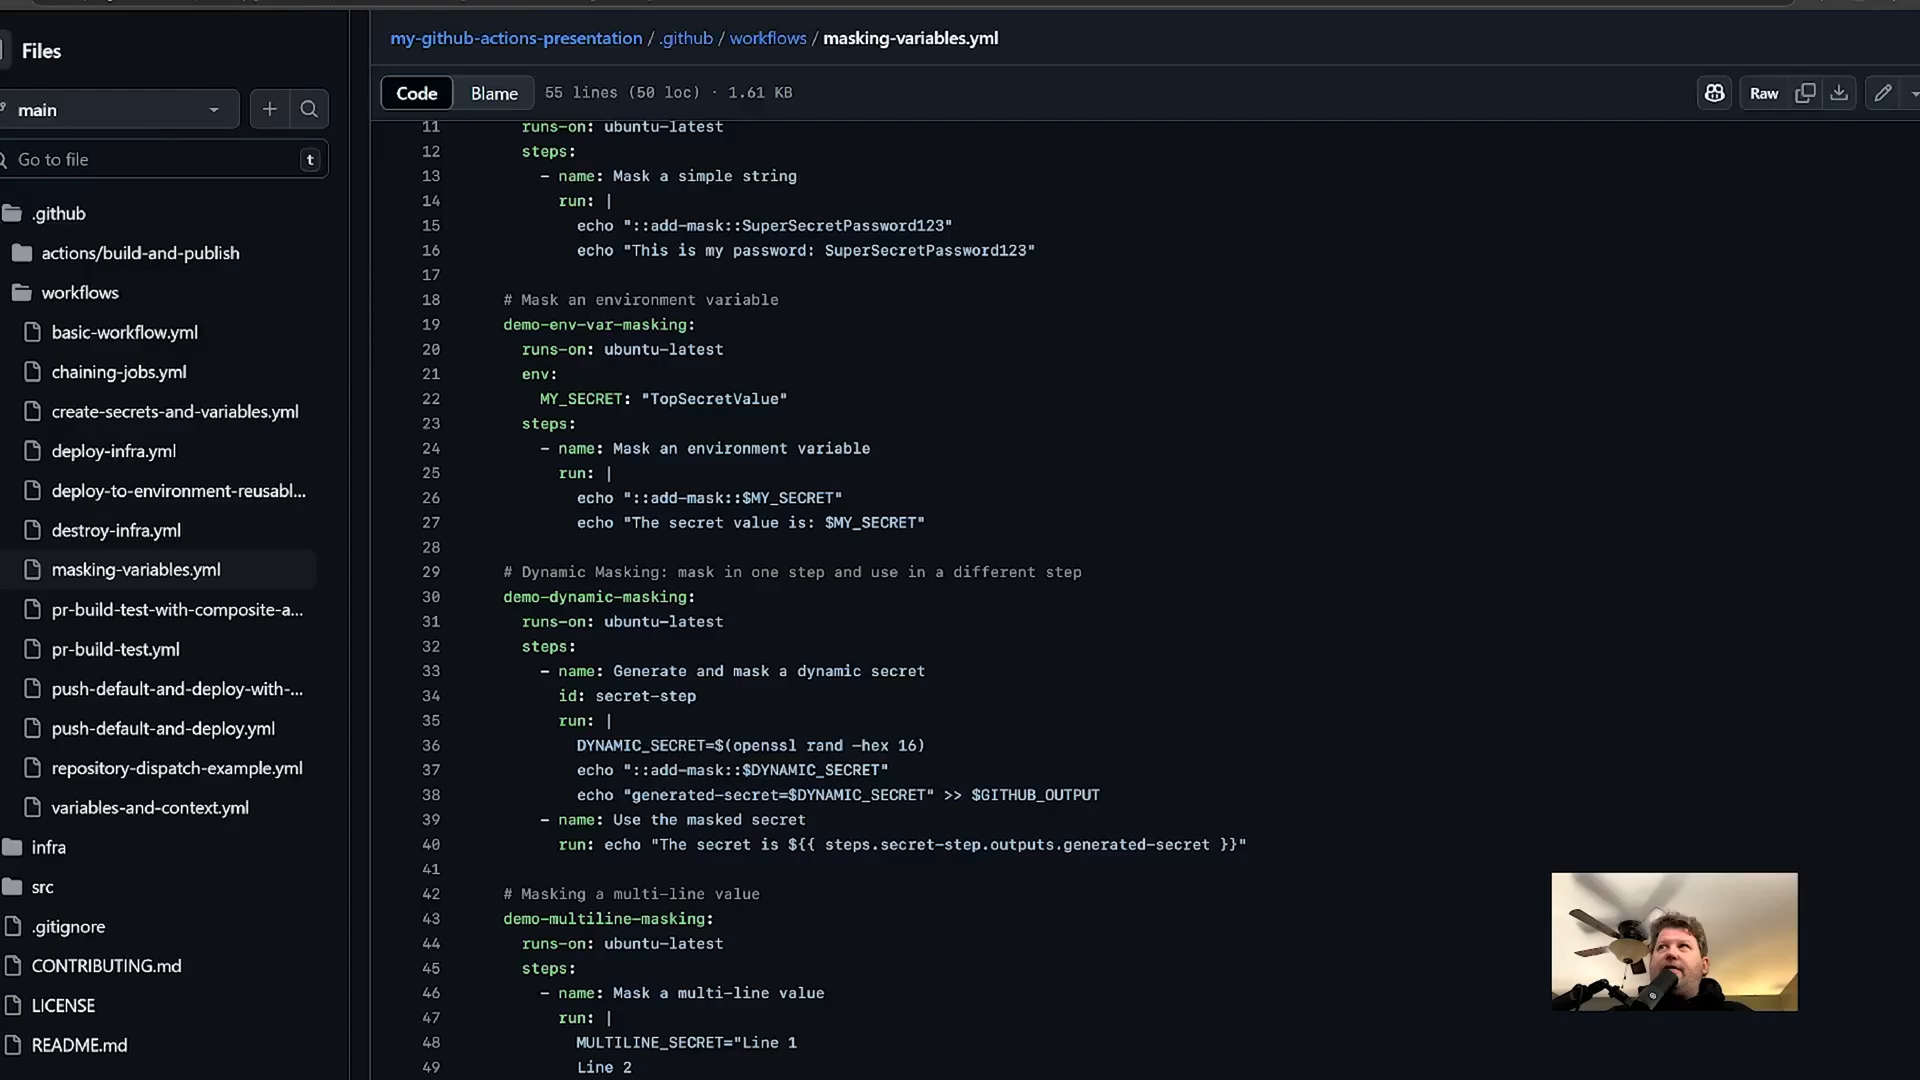 Files
main
Go to file
t
.github
actions/build-and-publish
workflows
basic-workflow.yml
chaining-jobs.yml
create-secrets-and-variables.yml
deploy-infra.yml
deploy-to-environment-reusabl...
destroy-infra.yml
masking-variables.yml
pr-build-test-with-composite-a...
pr-build-test.yml
push-default-and-deploy-with-...
push-default-and-deploy.yml
repository-dispatch-example.yml
variables-and-context.yml
infra
src
.gitignore
CONTRIBUTING.md
LICENSE
README.md
my-github-actions-presentation / .github / workflows / masking-variables.yml
Code Blame 55 lines (50 loc) · 1.61 KB Raw
11 runs-on: ubuntu-latest
12 steps:
13 - name: Mask a simple string
14 run: |
15 echo "::add-mask::SuperSecretPassword123"
16 echo "This is my password: SuperSecretPassword123"
17
18 # Mask an environment variable
19 demo-env-var-masking:
20 runs-on: ubuntu-latest
21 env:
22 MY_SECRET: "TopSecretValue"
23 steps:
24 - name: Mask an environment variable
25 run: |
26 echo "::add-mask::$MY_SECRET"
27 echo "The secret value is: $MY_SECRET"
28
29 # Dynamic Masking: mask in one step and use in a different step
30 demo-dynamic-masking:
31 runs-on: ubuntu-latest
32 steps:
33 - name: Generate and mask a dynamic secret
34 id: secret-step
35 run: |
36 DYNAMIC_SECRET=$(openssl rand -hex 16)
37 echo "::add-mask::$DYNAMIC_SECRET"
38 echo "generated-secret=$DYNAMIC_SECRET" >> $GITHUB_OUTPUT
39 - name: Use the masked secret
40 run: echo "The secret is ${{ steps.secret-step.outputs.generated-secret }}"
41
42 # Masking a multi-line value
43 demo-multiline-masking:
44 runs-on: ubuntu-latest
45 steps:
46 - name: Mask a multi-line value
47 run: |
48 MULTILINE_SECRET="Line 1
49 Line 2